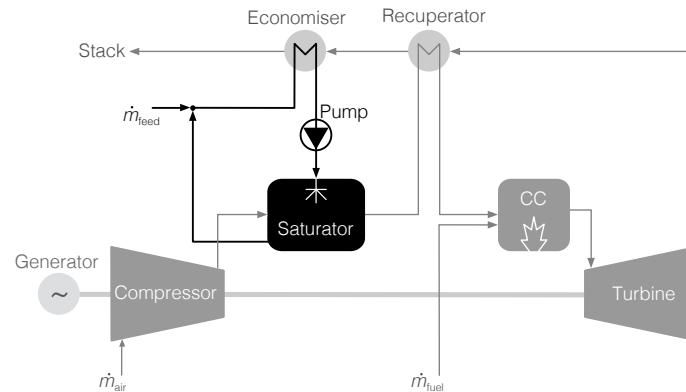 Economiser
Recuperator
Stack
ṁfeed
Pump
CC
Saturator
Generator
~
Compressor
Turbine
ṁair
ṁfuel